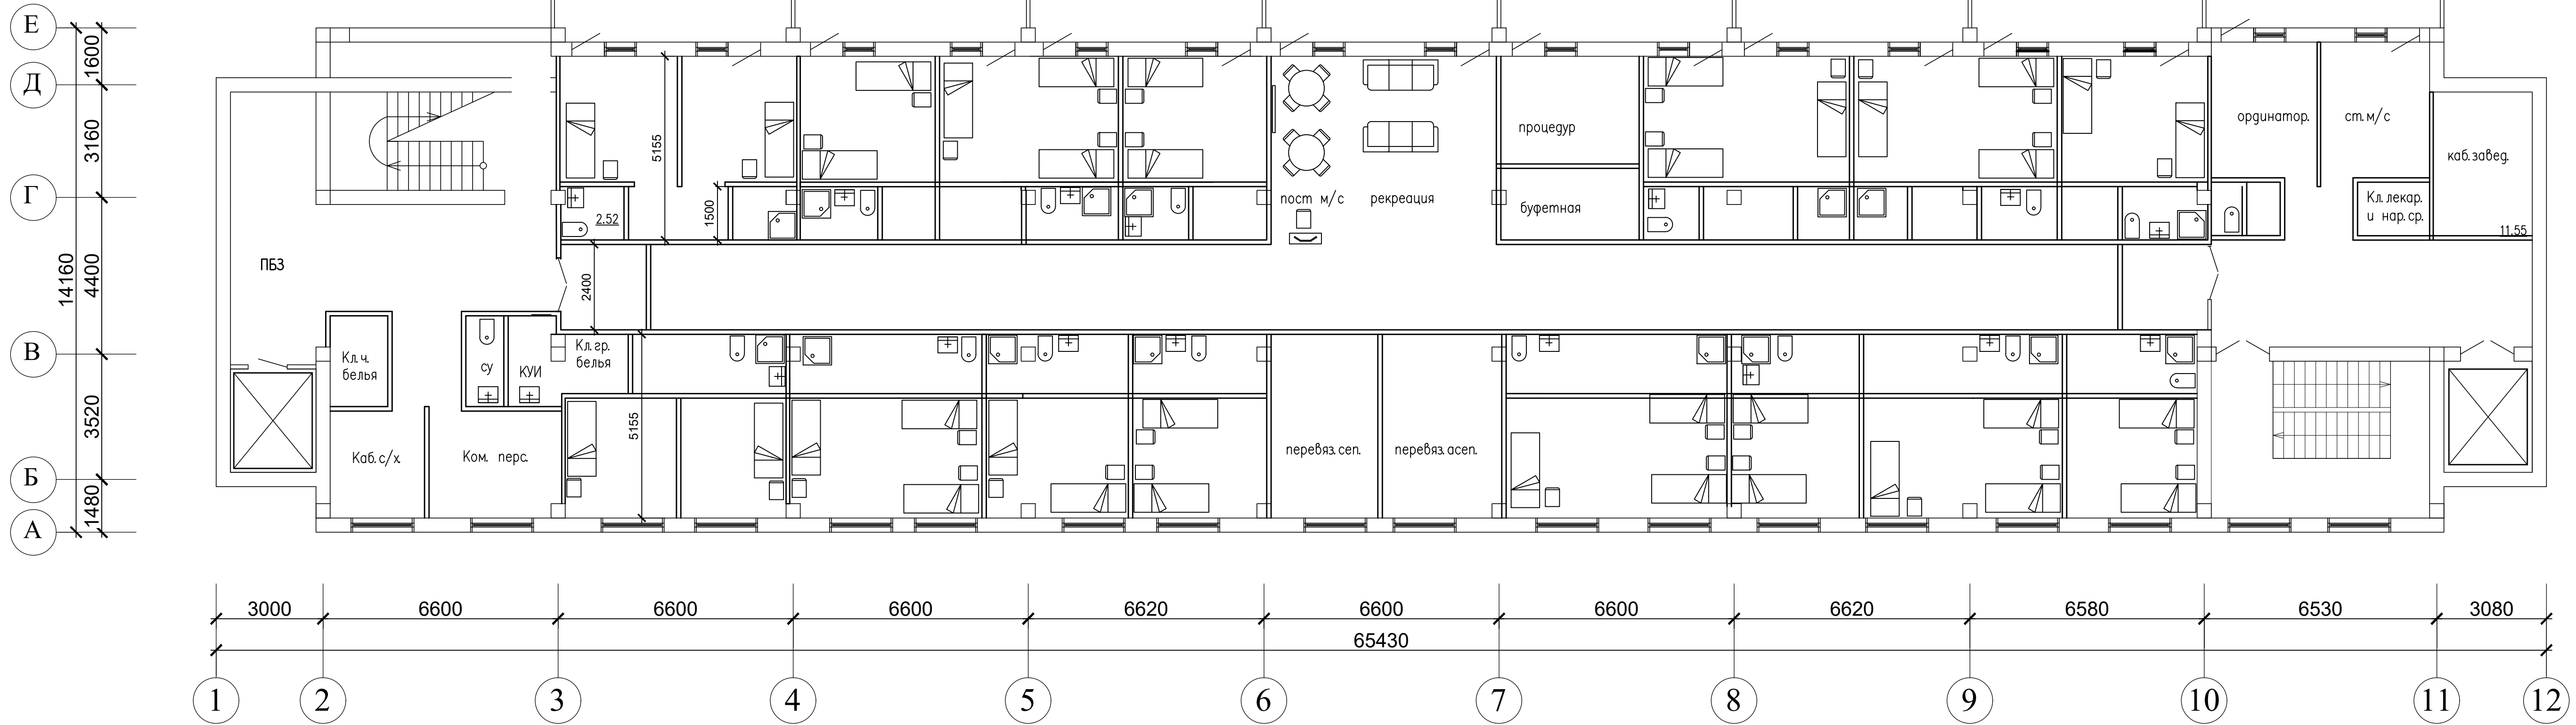 Е
Д
Г
В
Б
А
1600
3160
4400
3520
1480
14160
5155
1500
2.52
2400
5155
ПБЗ
Кл. ч.
белья
су
КУИ
Кл. гр.
белья
Каб. с/х.
Ком. перс.
пост м/с
рекреация
процедур
буфетная
перевяз. сеп.
перевяз. асеп.
ординатор.
ст. м/с
каб. завед.
Кл. лекар.
и нар. ср.
11.55
3000
6600
6600
6600
6620
6600
6600
6620
6580
6530
3080
65430
1
2
3
4
5
6
7
8
9
10
11
12